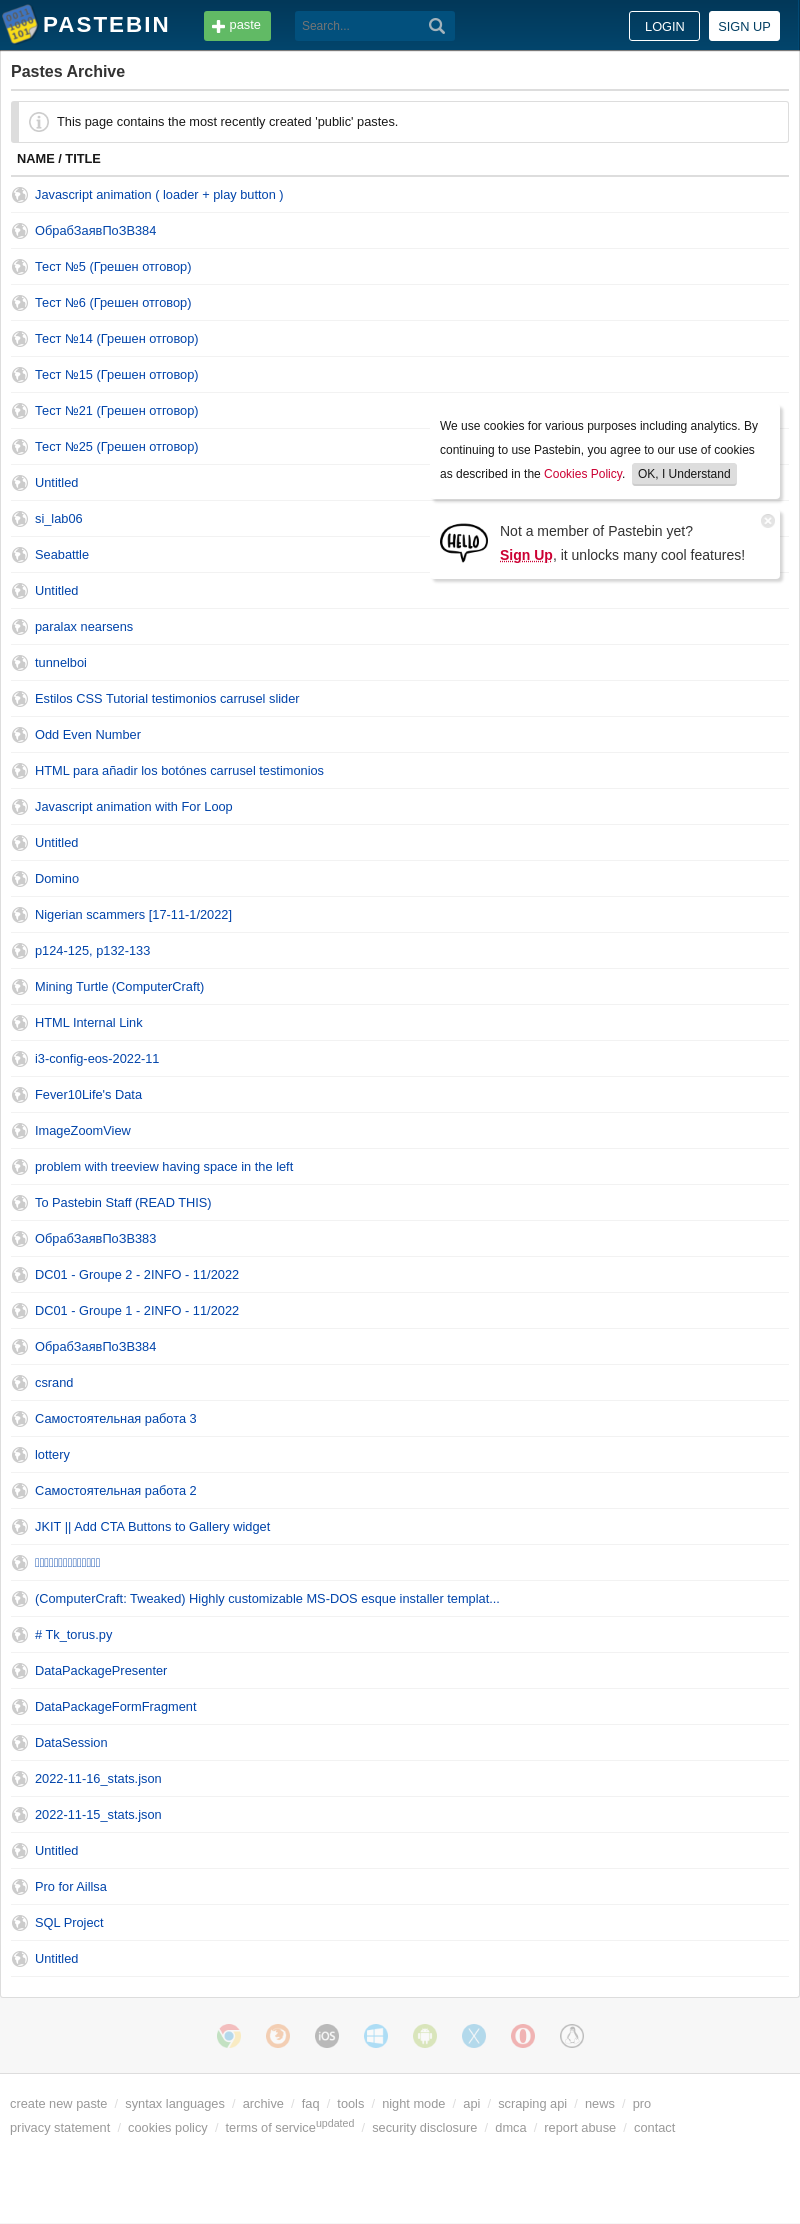 PASTEBIN
paste
Search...
LOGIN
SIGN UP
Pastes Archive
This page contains the most recently created 'public' pastes.
NAME / TITLE
Javascript animation ( loader + play button )
ОбрабЗаявПоЗВ384
Тест №5 (Грешен отговор)
Тест №6 (Грешен отговор)
Тест №14 (Грешен отговор)
Тест №15 (Грешен отговор)
Тест №21 (Грешен отговор)
Тест №25 (Грешен отговор)
We use cookies for various purposes including analytics. By
continuing to use Pastebin, you agree to our use of cookies
as described in the Cookies Policy. OK, I Understand
Untitled
si_lab06
Seabattle
HELLO
Not a member of Pastebin yet?
Sign Up, it unlocks many cool features!
Untitled
paralax nearsens
tunnelboi
Estilos CSS Tutorial testimonios carrusel slider
Odd Even Number
HTML para añadir los botónes carrusel testimonios
Javascript animation with For Loop
Untitled
Domino
Nigerian scammers [17-11-1/2022]
p124-125, p132-133
Mining Turtle (ComputerCraft)
HTML Internal Link
i3-config-eos-2022-11
Fever10Life's Data
ImageZoomView
problem with treeview having space in the left
To Pastebin Staff (READ THIS)
ОбрабЗаявПоЗВ383
DC01 - Groupe 2 - 2INFO - 11/2022
DC01 - Groupe 1 - 2INFO - 11/2022
ОбрабЗаявПоЗВ384
csrand
Самостоятельная работа 3
lottery
Самостоятельная работа 2
JKIT || Add CTA Buttons to Gallery widget
(ComputerCraft: Tweaked) Highly customizable MS-DOS esque installer templat...
# Tk_torus.py
DataPackagePresenter
DataPackageFormFragment
DataSession
2022-11-16_stats.json
2022-11-15_stats.json
Untitled
Pro for Aillsa
SQL Project
Untitled
iOS
create new paste / syntax languages / archive / faq / tools / night mode / api / scraping api / news / pro
privacy statement / cookies policy / terms of service updated / security disclosure / dmca / report abuse / contact